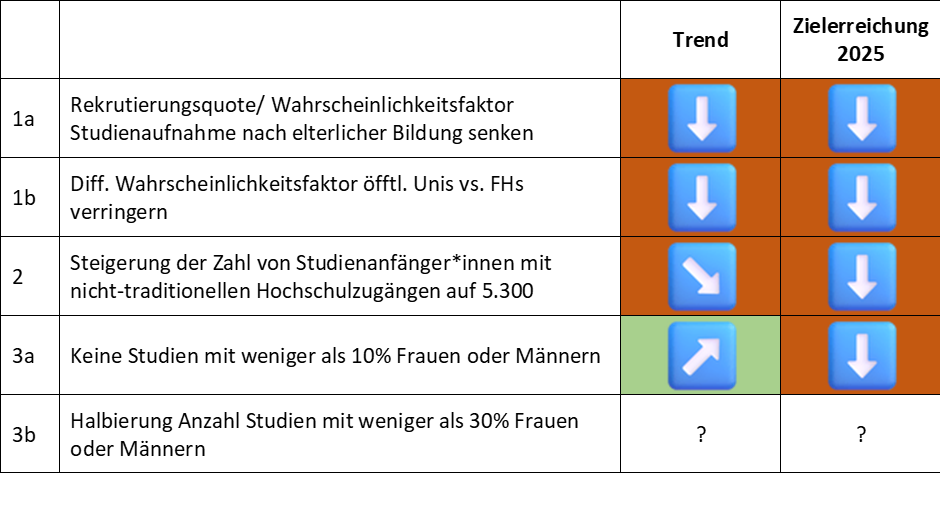 Trend
Zielerreichung
2025
1a
Rekrutierungsquote/ Wahrscheinlichkeitsfaktor
Studienaufnahme nach elterlicher Bildung senken
1b
Diff. Wahrscheinlichkeitsfaktor öfftl. Unis vs. FHs
verringern
2
Steigerung der Zahl von Studienanfänger*innen mit
nicht-traditionellen Hochschulzugängen auf 5.300
3a
Keine Studien mit weniger als 10% Frauen oder Männern
3b
Halbierung Anzahl Studien mit weniger als 30% Frauen
oder Männern
?
?